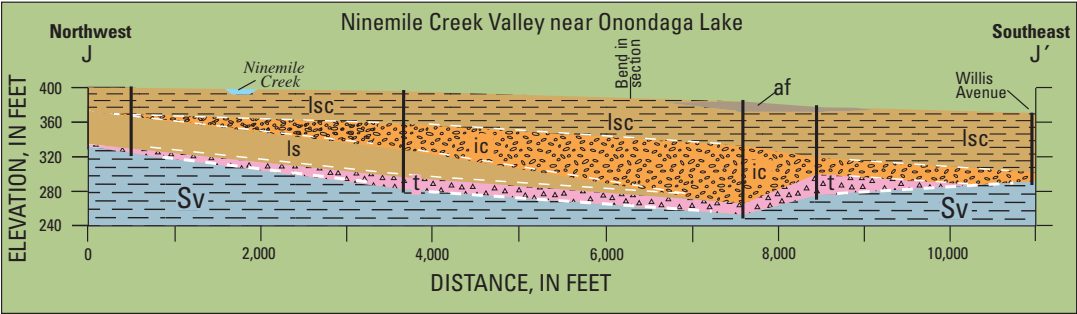 Ninemile Creek Valley near Onondaga Lake
Northwest
J
Southeast
J′
Ninemile
Creek
Bend in
section
af
Willis
Avenue
ELEVATION, IN FEET
400
360
320
280
240
lsc
lsc
lsc
ls
ic
ic
t
t
Sv
Sv
0
2,000
4,000
6,000
8,000
10,000
DISTANCE, IN FEET